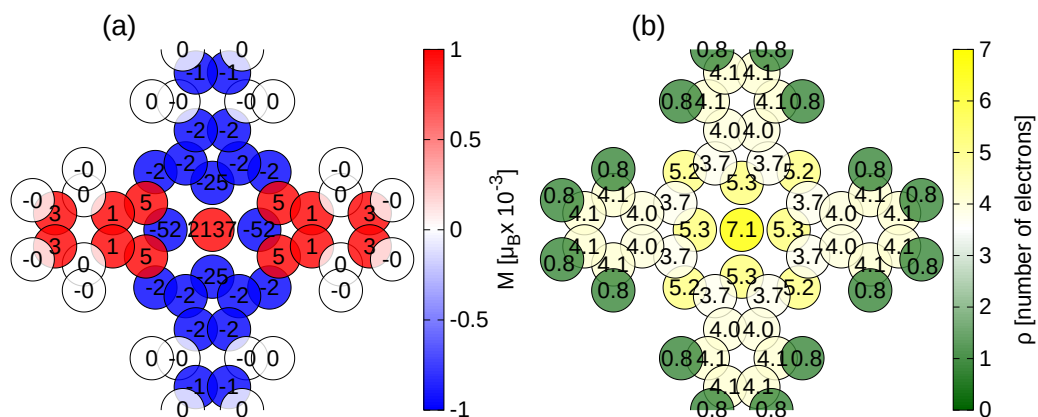 (a)
0 0
-1 -1
0 -0 -0 0
-2 -2
-2 -2
-0 -2 -2 -0
-25
0 0
-0 5 5 -0
3 1 1 3
-52 2137 -52
3 1 1 3
-0 5 5 -0
0 0
-25
-0 -2 -2 -0
-2 -2
-2 -2
0 -0 -0 0
-1 -1
0 0
1
0.5
0
-0.5
-1
M [μB x 10-3]
(b)
0.8 0.8
4.1 4.1
0.8 4.1 4.1 0.8
4.0 4.0
3.7 3.7
0.8 5.2 5.2 0.8
5.3
4.1 4.1
0.8 3.7 3.7 0.8
4.1 4.0 4.0 4.1
5.3 7.1 5.3
4.1 4.0 4.0 4.1
0.8 3.7 3.7 0.8
4.1 4.1
5.3
0.8 5.2 5.2 0.8
3.7 3.7
4.0 4.0
0.8 4.1 4.1 0.8
4.1 4.1
0.8 0.8
7
6
5
4
3
2
1
0
ρ [number of electrons]